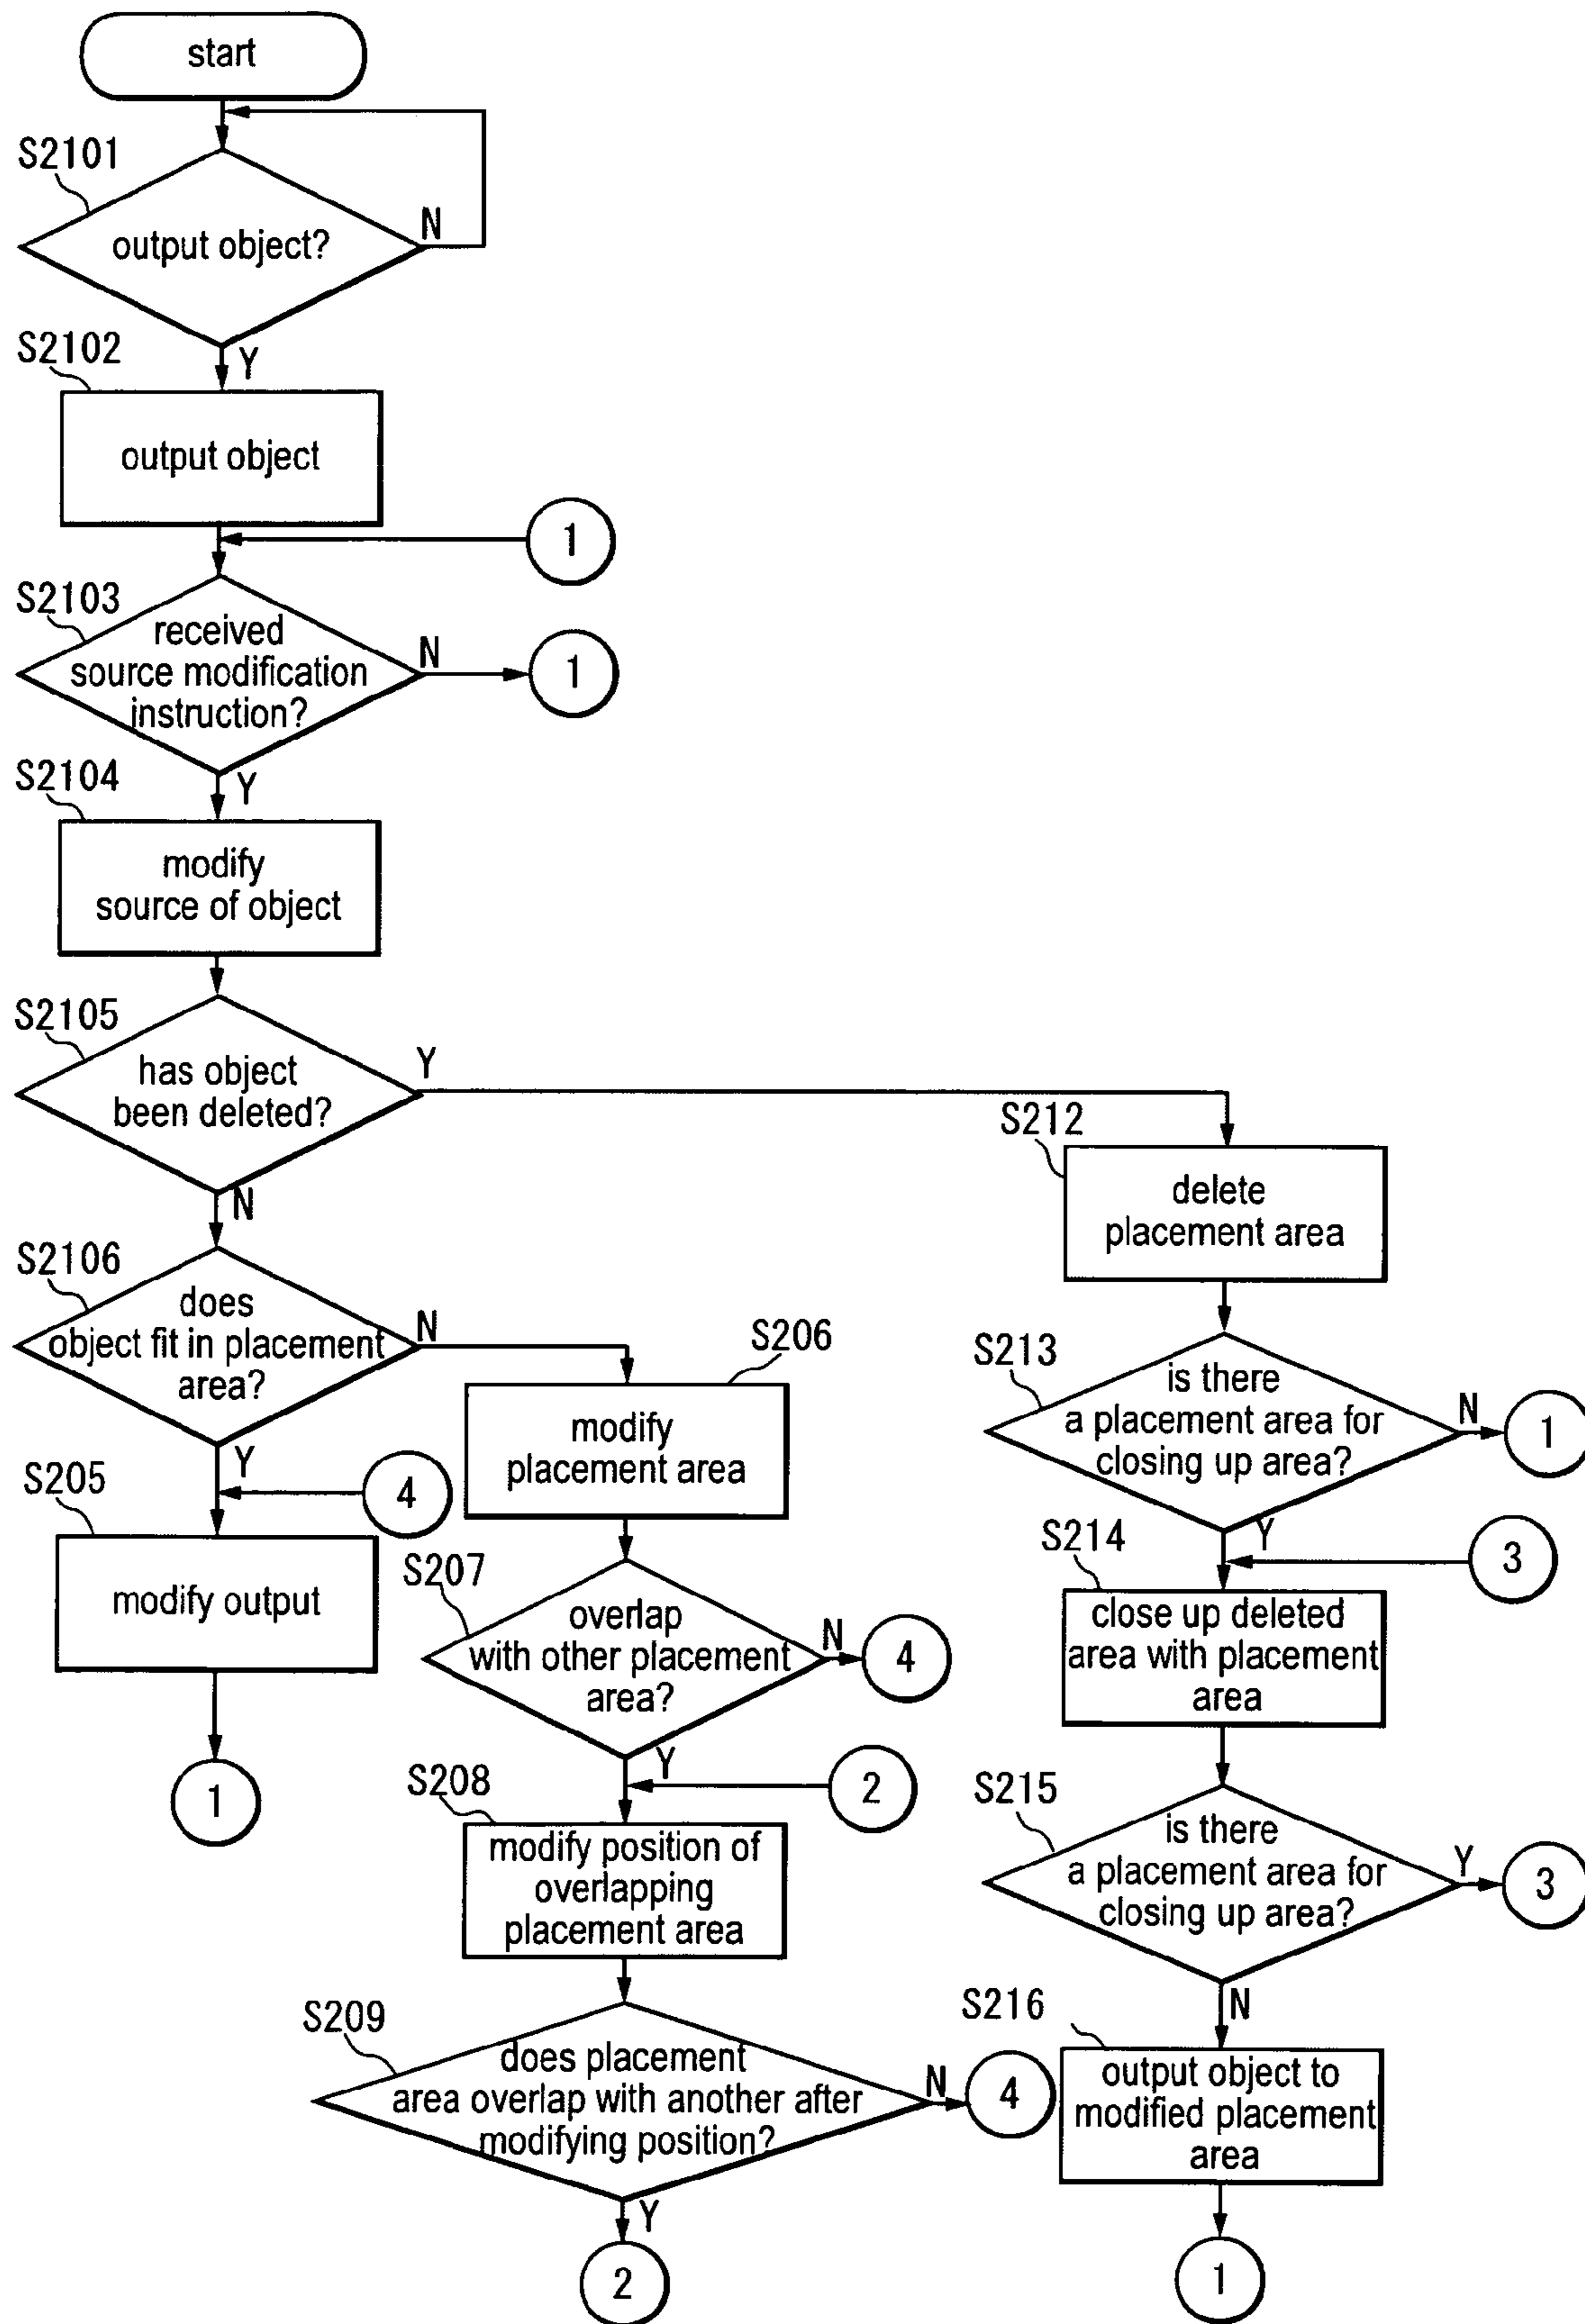 start
S2101
output object?
N
Y
S2102
output object
1
S2103
received
source modification
instruction?
N
1
Y
S2104
modify
source of object
S2105
has object
been deleted?
Y
N
S2106
does
object fit in placement
area?
N
Y
4
S205
modify output
1
S206
modify
placement area
S207
overlap
with other placement
area?
N
4
Y
2
S208
modify position of
overlapping
placement area
S209
does placement
area overlap with another after
modifying position?
N
4
Y
2
S212
delete
placement area
S213
is there
a placement area for
closing up area?
N
1
Y
3
S214
close up deleted
area with placement
area
S215
is there
a placement area for
closing up area?
Y
3
N
S216
output object to
modified placement
area
1